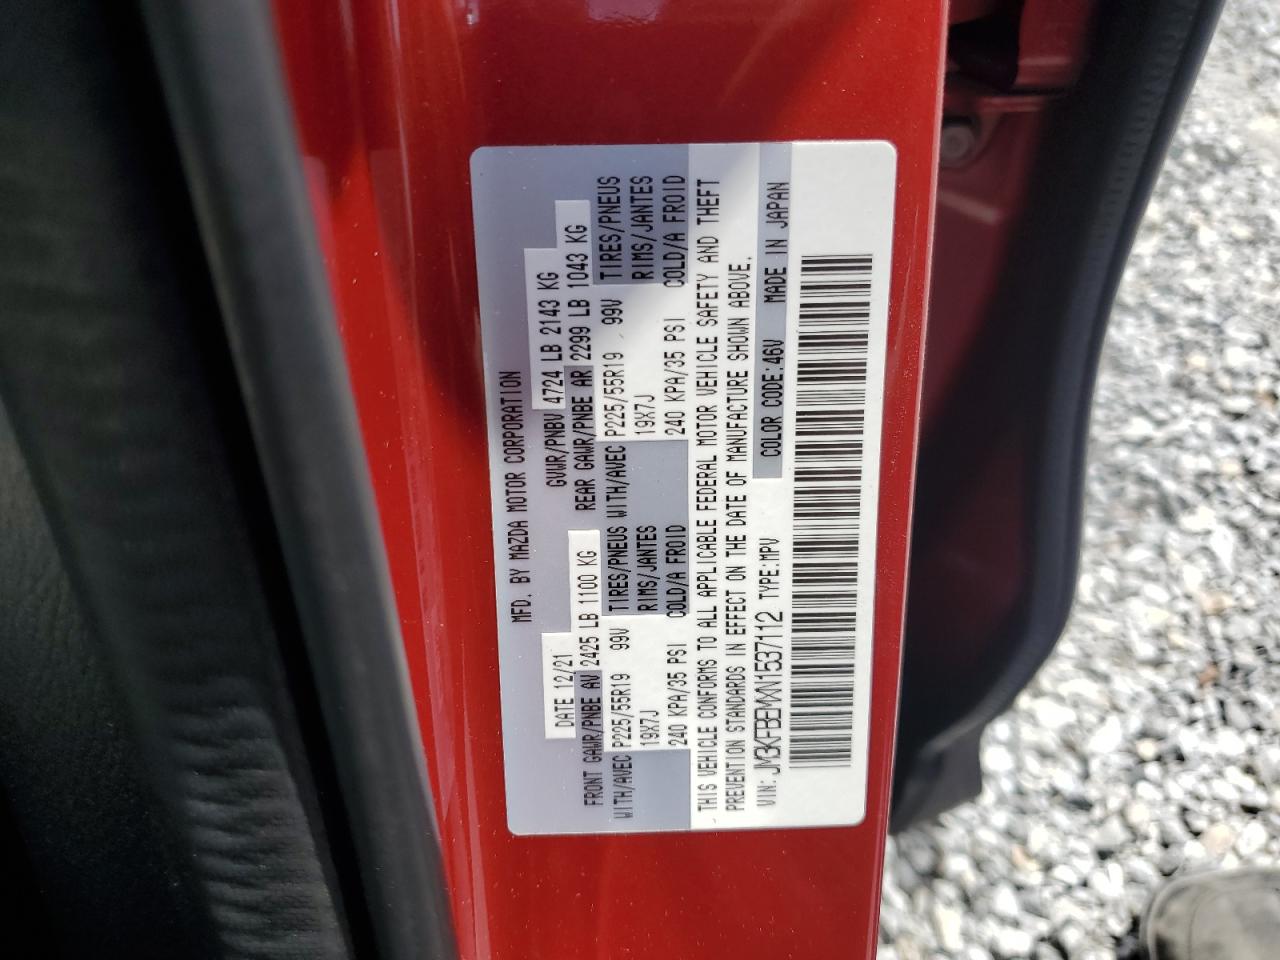 MFD. BY MAZDA MOTOR CORPORATION
DATE 12/21 GVWR/PNBV 4724 LB 2143 KG
FRONT GAWR/PNBE AV 2425 LB 1100 KG REAR GAWR/PNBE AR 2299 LB 1043 KG
WITH/AVEC P225/55R19 99V TIRES/PNEUS WITH/AVEC P225/55R19 99V TIRES/PNEUS
19X7J RIMS/JANTES 19X7J RIMS/JANTES
240 KPA/35 PSI COLD/A FROID 240 KPA/35 PSI COLD/A FROID
THIS VEHICLE CONFORMS TO ALL APPLICABLE FEDERAL MOTOR VEHICLE SAFETY AND THEFT
PREVENTION STANDARDS IN EFFECT ON THE DATE OF MANUFACTURE SHOWN ABOVE.
VIN: JM3KFBEMXN1537112 TYPE:MPV COLOR CODE:46V MADE IN JAPAN